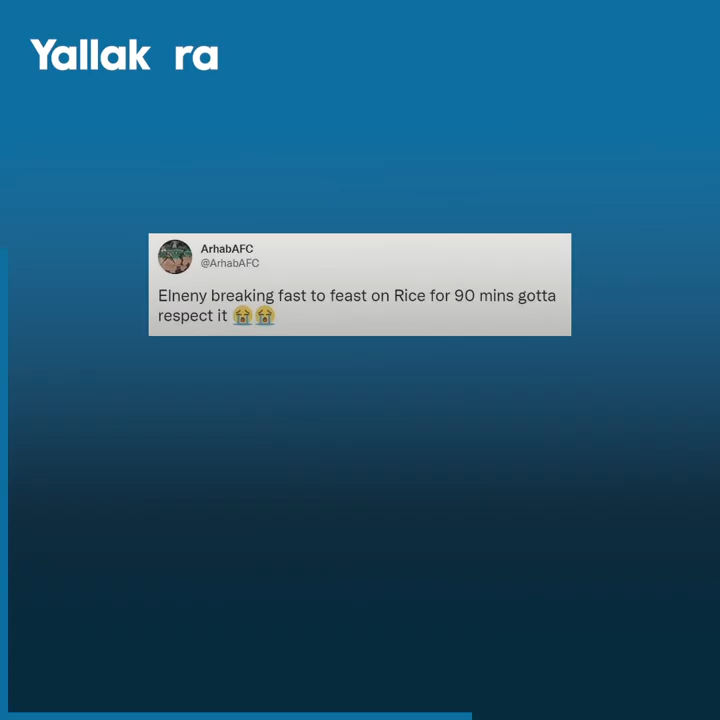 Yallak ra
ArhabAFC
@ArhabAFC
Elneny breaking fast to feast on Rice for 90 mins gotta
respect it 😭😭